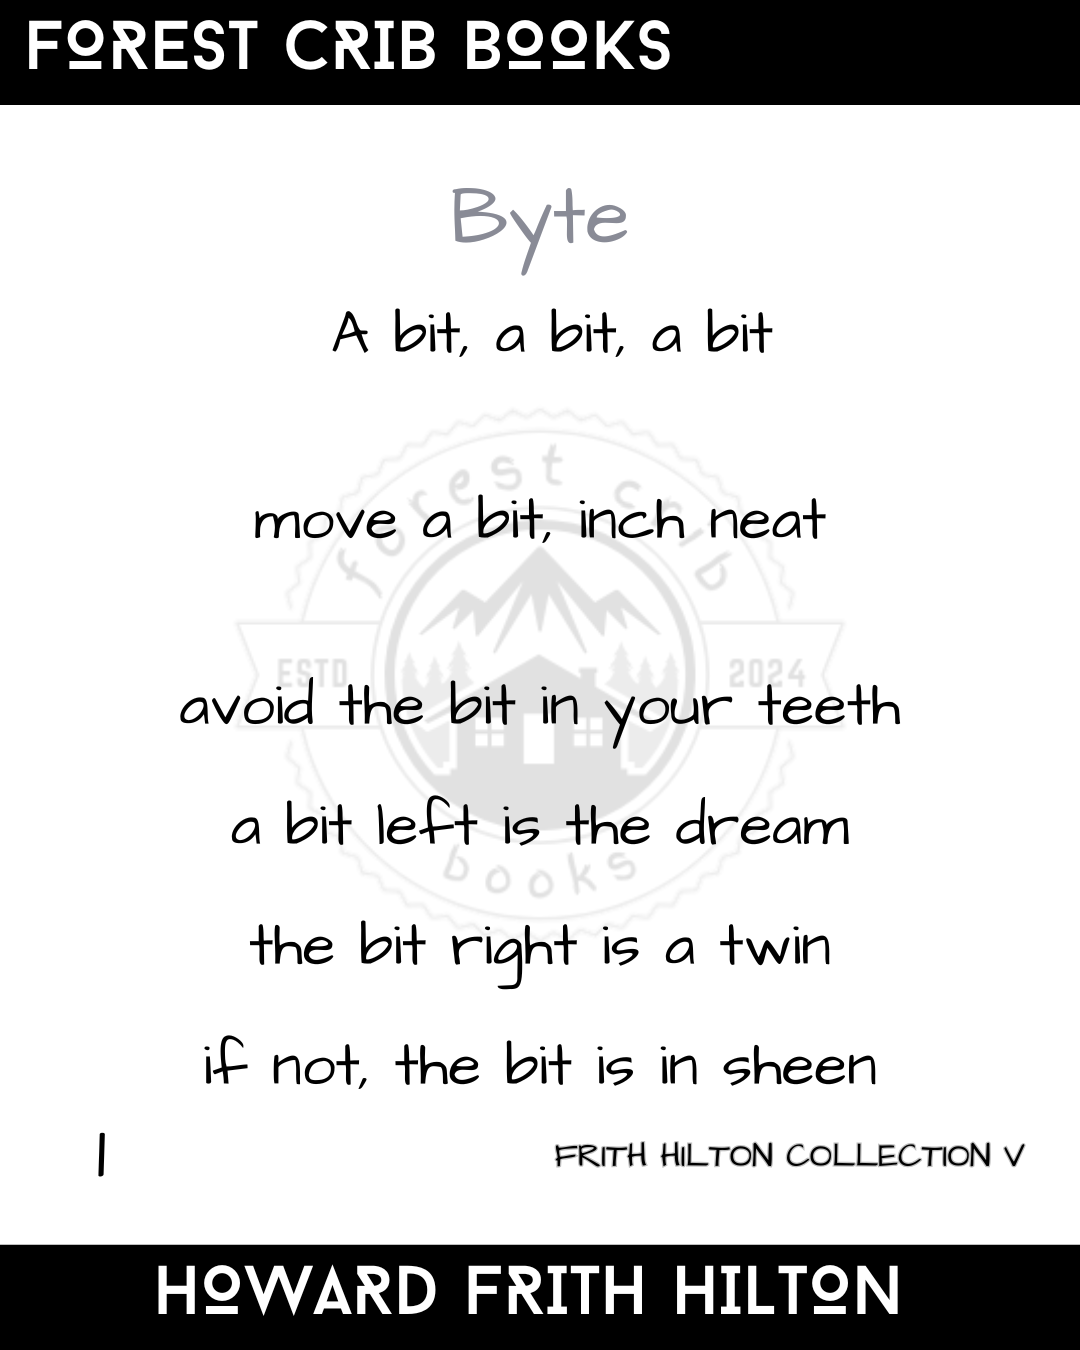 FOREST CRIB BOOKS
Byte
A bit, a bit, a bit
move a bit, inch neat
forest crib
ESTD 2024
avoid the bit in your teeth
a bit left is the dream
books
the bit right is a twin
if not, the bit is in sheen
1 FRITH HILTON COLLECTION V
HOWARD FRITH HILTON